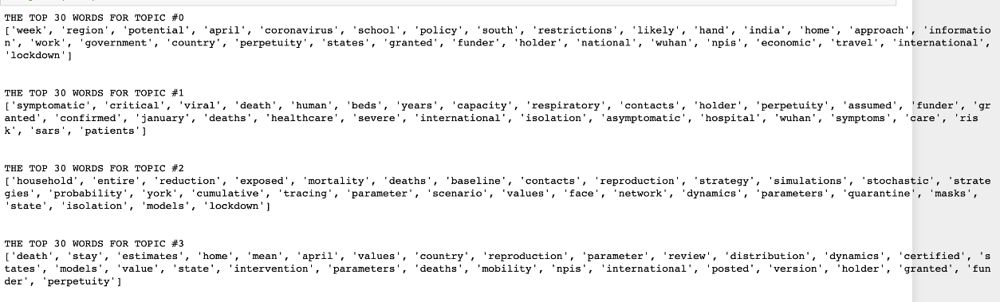 THE TOP 30 WORDS FOR TOPIC #0
['week', 'region', 'potential', 'april', 'coronavirus', 'school', 'policy', 'south', 'restrictions', 'likely', 'hand', 'india', 'home', 'approach', 'informatio
n', 'work', 'government', 'country', 'perpetuity', 'states', 'granted', 'funder', 'holder', 'national', 'wuhan', 'npis', 'economic', 'travel', 'international',
'lockdown']
THE TOP 30 WORDS FOR TOPIC #1
['symptomatic', 'critical', 'viral', 'death', 'human', 'beds', 'years', 'capacity', 'respiratory', 'contacts', 'holder', 'perpetuity', 'assumed', 'funder', 'gr
anted', 'confirmed', 'january', 'deaths', 'healthcare', 'severe', 'international', 'isolation', 'asymptomatic', 'hospital', 'wuhan', 'symptoms', 'care', 'ris
k', 'sars', 'patients']
THE TOP 30 WORDS FOR TOPIC #2
['household', 'entire', 'reduction', 'exposed', 'mortality', 'deaths', 'baseline', 'contacts', 'reproduction', 'strategy', 'simulations', 'stochastic', 'strate
gies', 'probability', 'york', 'cumulative', 'tracing', 'parameter', 'scenario', 'values', 'face', 'network', 'dynamics', 'parameters', 'quarantine', 'masks',
'state', 'isolation', 'models', 'lockdown']
THE TOP 30 WORDS FOR TOPIC #3
['death', 'stay', 'estimates', 'home', 'mean', 'april', 'values', 'country', 'reproduction', 'parameter', 'review', 'distribution', 'dynamics', 'certified', 's
tates', 'models', 'value', 'state', 'intervention', 'parameters', 'deaths', 'mobility', 'npis', 'international', 'posted', 'version', 'holder', 'granted', 'fun
der', 'perpetuity']